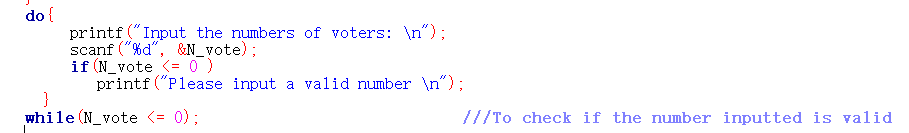 do{
printf("Input the numbers of voters: \n");
scanf("%d", &N_vote);
if(N_vote <= 0 )
printf("Please input a valid number \n");
}
while(N_vote <= 0); ///To check if the number inputted is valid